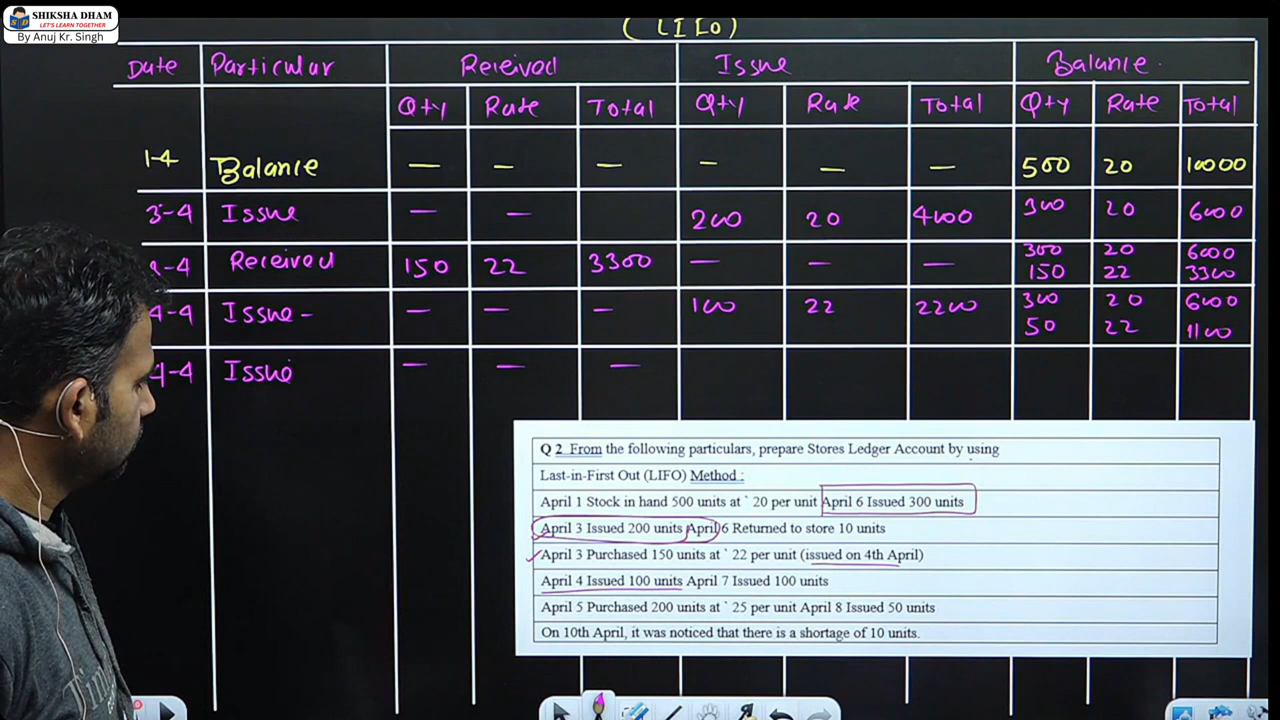 SHIKSHA DHAM
LET'S LEARN TOGETHER
By Anuj Kr. Singh
(LIFO)
Date Particular Received Issue Balance.
Qty Rate Total Qty Rate Total Qty Rate Total
1-4 Balance — — — — — — 500 20 10000
3-4 Issue — — 200 20 4000 300 20 6000
-4 Received 150 22 3300 — — — 300 20 6000
150 22 3300
4-4 Issue - — — — 100 22 2200 300 20 6000
50 22 1100
4-4 Issue — — —
Q 2 From the following particulars, prepare Stores Ledger Account by using
Last-in-First Out (LIFO) Method :
April 1 Stock in hand 500 units at ` 20 per unit April 6 Issued 300 units
April 3 Issued 200 units April 6 Returned to store 10 units
April 3 Purchased 150 units at ` 22 per unit (issued on 4th April)
April 4 Issued 100 units April 7 Issued 100 units
April 5 Purchased 200 units at ` 25 per unit April 8 Issued 50 units
On 10th April, it was noticed that there is a shortage of 10 units.